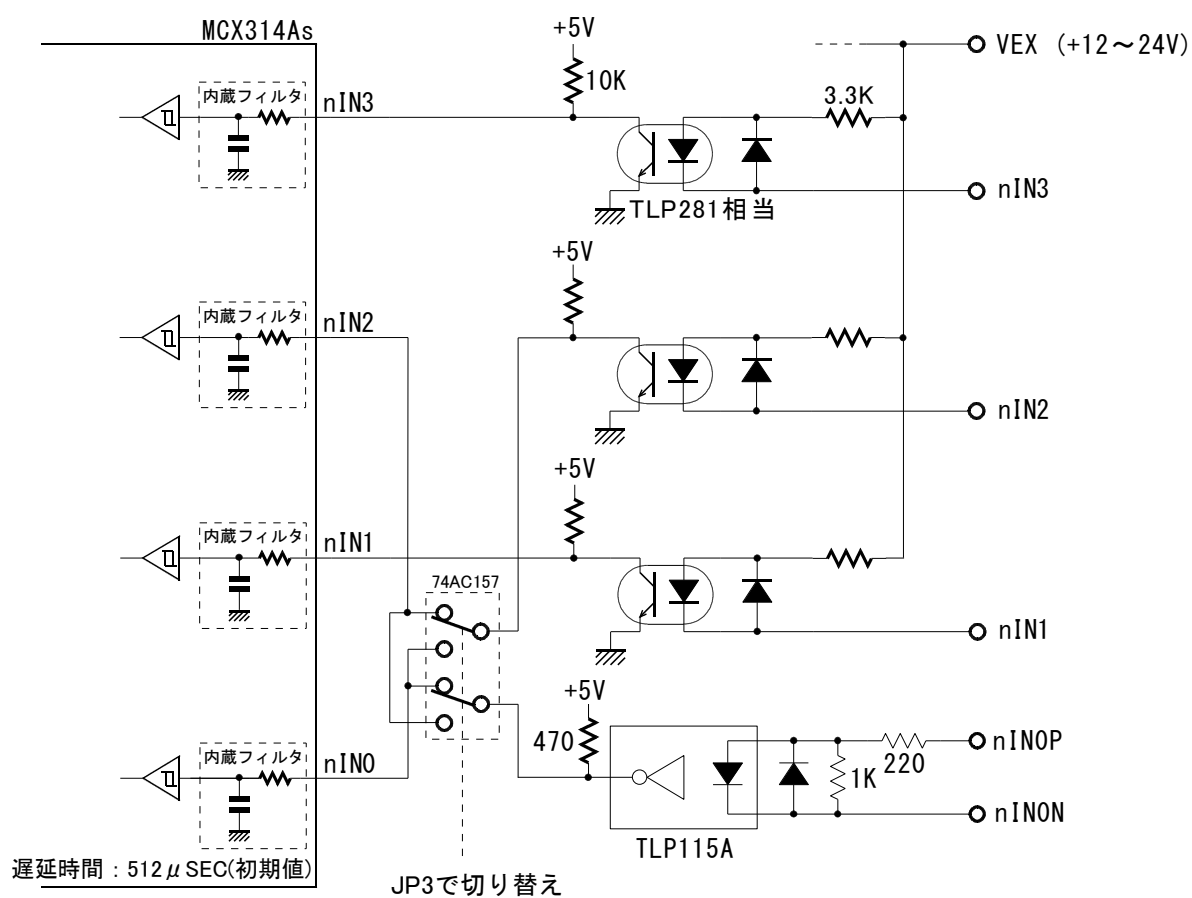 MCX314As
+5V
VEX (+12～24V)
内蔵フィルタ
nIN3
10K
3.3K
nIN3
TLP281相当
+5V
内蔵フィルタ
nIN2
nIN2
+5V
内蔵フィルタ
nIN1
74AC157
nIN1
+5V
470
内蔵フィルタ
nIN0
nIN0P
220
1K
nIN0N
TLP115A
遅延時間：512μSEC(初期値)
JP3で切り替え